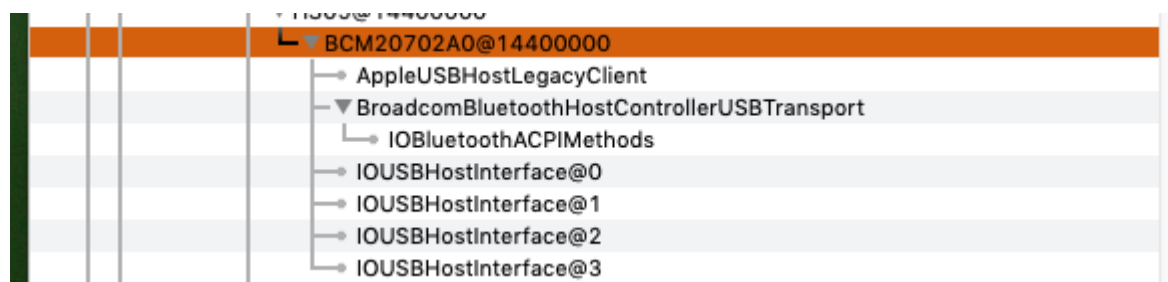 BCM20702A0@14400000
AppleUSBHostLegacyClient
BroadcomBluetoothHostControllerUSBTransport
IOBluetoothACPIMethods
IOUSBHostInterface@0
IOUSBHostInterface@1
IOUSBHostInterface@2
IOUSBHostInterface@3